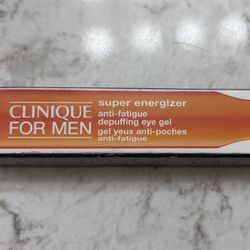 CLINIQUE
FOR MEN
super energizer
anti-fatigue
depuffing eye gel
gel yeux anti-poches
anti-fatigue